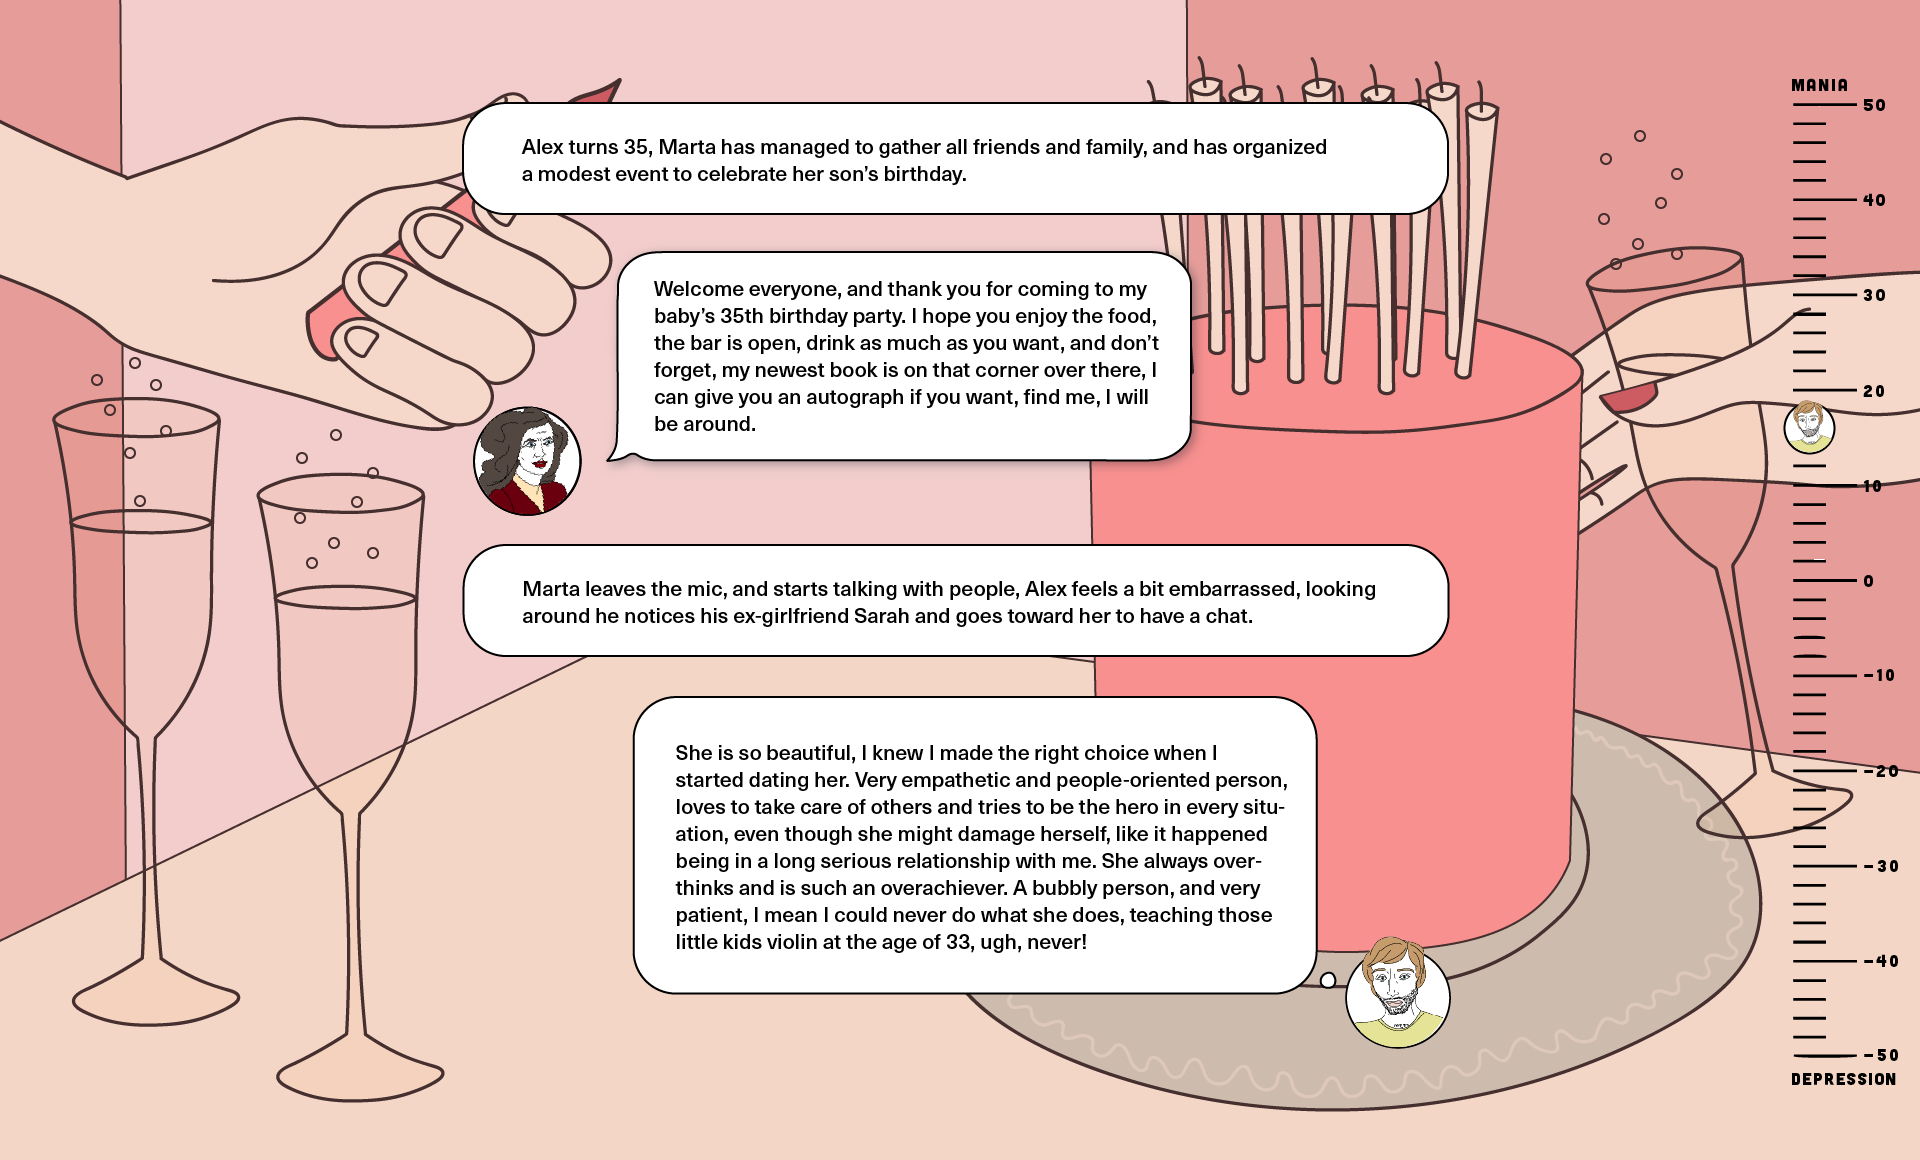 Alex turns 35, Marta has managed to gather all friends and family, and has organized
a modest event to celebrate her son's birthday.
Welcome everyone, and thank you for coming to my
baby's 35th birthday party. I hope you enjoy the food,
the bar is open, drink as much as you want, and don't
forget, my newest book is on that corner over there, I
can give you an autograph if you want, find me, I will
be around.
Marta leaves the mic, and starts talking with people, Alex feels a bit embarrassed, looking
around he notices his ex-girlfriend Sarah and goes toward her to have a chat.
She is so beautiful, I knew I made the right choice when I
started dating her. Very empathetic and people-oriented person,
loves to take care of others and tries to be the hero in every situ-
ation, even though she might damage herself, like it happened
being in a long serious relationship with me. She always over-
thinks and is such an overachiever. A bubbly person, and very
patient, I mean I could never do what she does, teaching those
little kids violin at the age of 33, ugh, never!
MANIA
50
40
30
20
10
0
-10
-20
-30
-40
-50
DEPRESSION